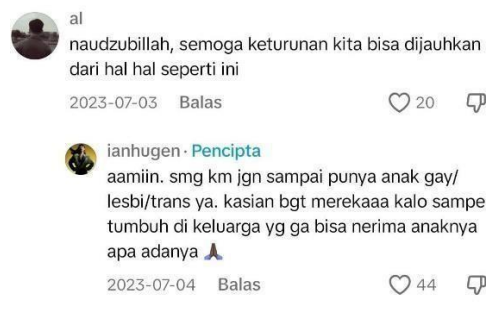 al
naudzubillah, semoga keturunan kita bisa dijauhkan
dari hal hal seperti ini
2023-07-03 Balas 20
ianhugen · Pencipta
aamiin. smg km jgn sampai punya anak gay/
lesbi/trans ya. kasian bgt merekaaa kalo sampe
tumbuh di keluarga yg ga bisa nerima anaknya
apa adanya 🙏🏿
2023-07-04 Balas 44